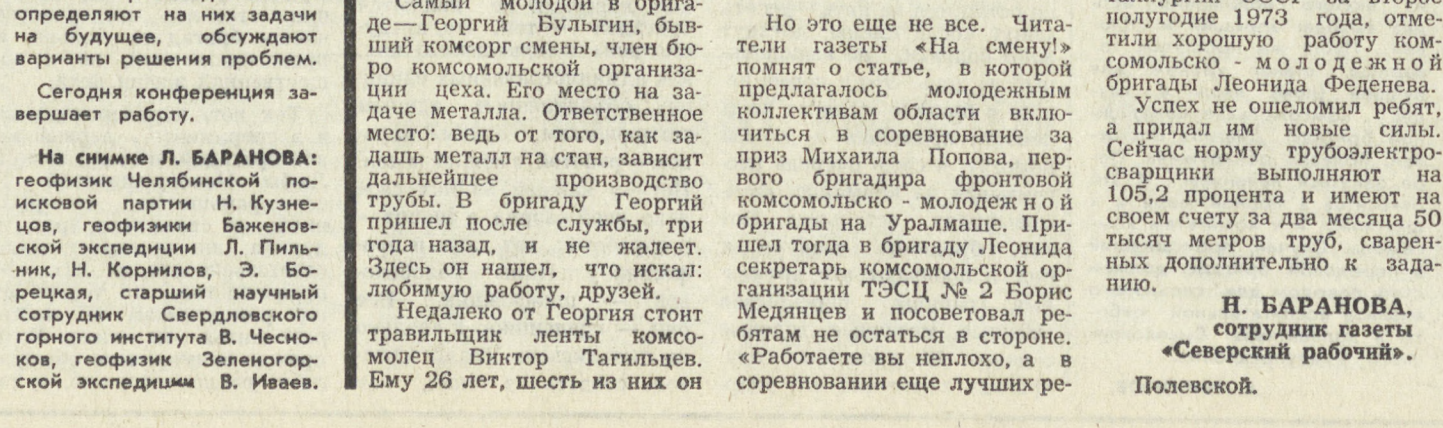 определяют на них задачи
на будущее, обсуждают
варианты решения проблем.
Сегодня конференция за-
вершает работу.
На снимке Л. БАРАНОВА:
геофизик Челябинской по-
исковой партии Н. Кузне-
цов, геофизики Баженов-
ской экспедиции Л. Пиль-
ник, Н. Корнилов, Э. Бо-
рецкая, старший научный
сотрудник Свердловского
горного института В. Чесно-
ков, геофизик Зеленогор-
ской экспедиции В. Иваев.
Самый молодой в брига-
де — Георгий Булыгин, быв-
ший комсорг смены, член бю-
ро комсомольской организа-
ции цеха. Его место на за-
даче металла. Ответственное
место: ведь от того, как за-
дашь металл на стан, зависит
дальнейшее производство
трубы. В бригаду Георгий
пришел после службы, три
года назад, и не жалеет.
Здесь он нашел, что искал:
любимую работу, друзей.
Недалеко от Георгия стоит
травильщик ленты комсо-
молец Виктор Тагильцев.
Ему 26 лет, шесть из них он
Но это еще не все. Чита-
тели газеты «На смену!»
помнят о статье, в которой
предлагалось молодежным
коллективам области вклю-
читься в соревнование за
приз Михаила Попова, пер-
вого бригадира фронтовой
комсомольско - молодежной
бригады на Уралмаше. При-
шел тогда в бригаду Леонида
секретарь комсомольской ор-
ганизации ТЭСЦ № 2 Борис
Медянцев и посоветовал ре-
бятам не остаться в стороне.
«Работаете вы неплохо, а в
соревновании еще лучших ре-
полугодие 1973 года, отме-
тили хорошую работу ком-
сомольско - молодежной
бригады Леонида Феденева.
Успех не ошеломил ребят,
а придал им новые силы.
Сейчас норму трубоэлектро-
сварщики выполняют на
105,2 процента и имеют на
своем счету за два месяца 50
тысяч метров труб, сварен-
ных дополнительно к зада-
нию.
Н. БАРАНОВА,
сотрудник газеты
«Северский рабочий».
Полевской.